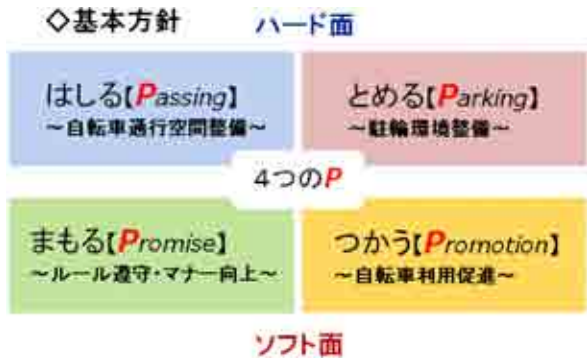 ◇基本方針
ハード面
はしる【Passing】
～自転車通行空間整備～
とめる【Parking】
～駐輪環境整備～
4つのP
まもる【Promise】
～ルール遵守・マナー向上～
つかう【Promotion】
～自転車利用促進～
ソフト面